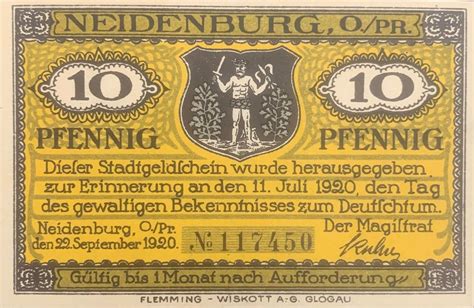 NEIDENBURG, O/PR.
10 10
PFENNIG PFENNIG
Dieser Stadtgeldschein wurde herausgegeben
zur Erinnerung an den 11. Juli 1920, den Tag
des gewaltigen Bekenntnisses zum Deutschtum.
Neidenburg, O/Pr. Der Magistrat
den 22. September 1920. № 117450
Gültig bis 1 Monat nach Aufforderung
FLEMMING - WISKOTT A.-G. GLOGAU